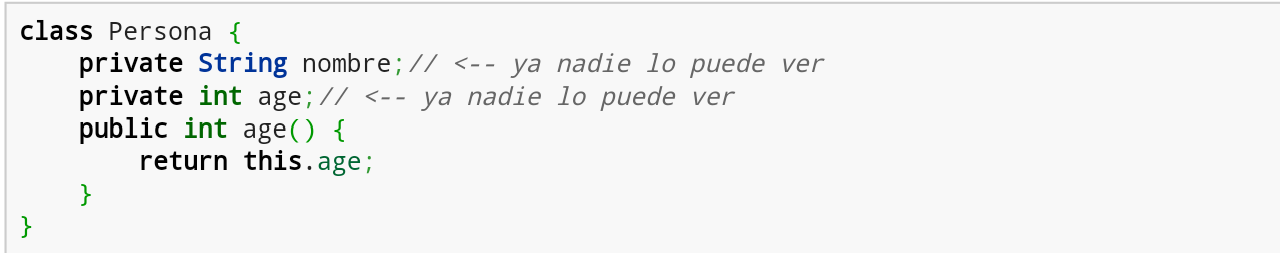 class Persona {
    private String nombre;// <-- ya nadie lo puede ver
    private int age;// <-- ya nadie lo puede ver
    public int age() {
        return this.age;
    }
}